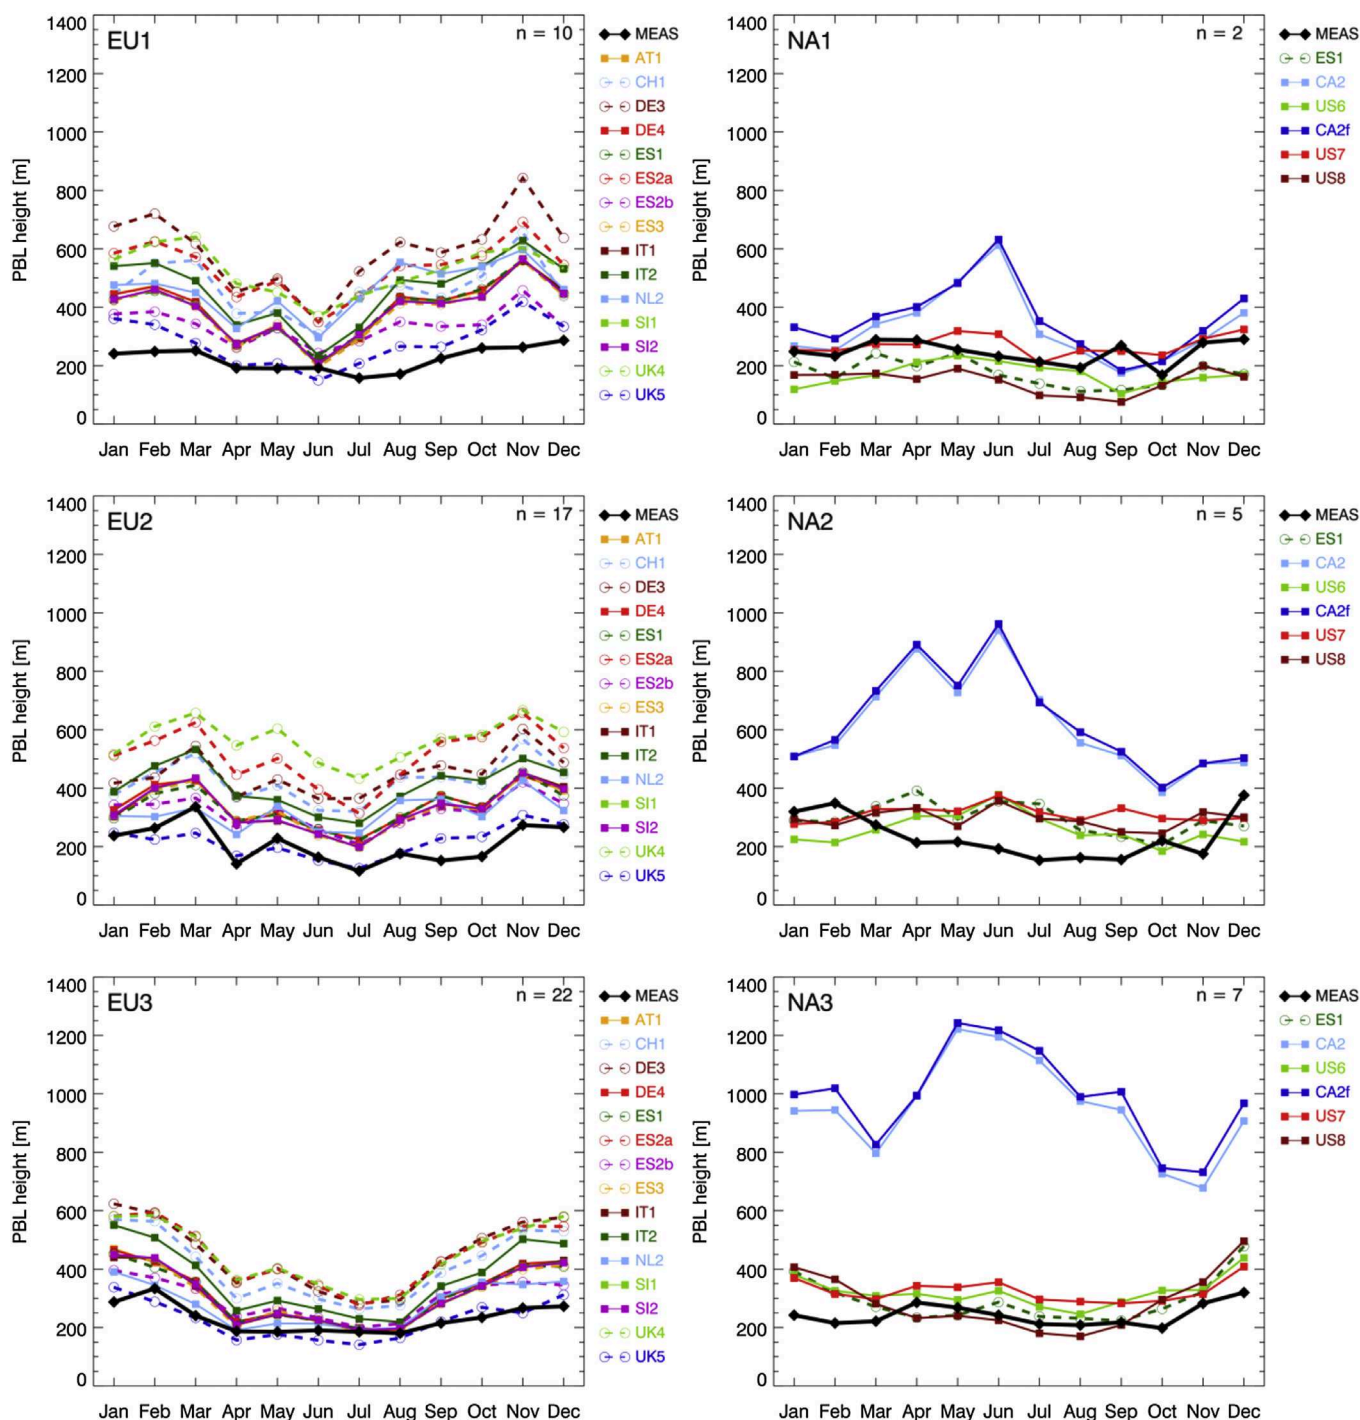 EU1
n = 10
PBL height [m]
1400
1200
1000
800
600
400
200
0
Jan Feb Mar Apr May Jun Jul Aug Sep Oct Nov Dec
MEAS
AT1
CH1
DE3
DE4
ES1
ES2a
ES2b
ES3
IT1
IT2
NL2
SI1
SI2
UK4
UK5
NA1
n = 2
PBL height [m]
1400
1200
1000
800
600
400
200
0
Jan Feb Mar Apr May Jun Jul Aug Sep Oct Nov Dec
MEAS
ES1
CA2
US6
CA2f
US7
US8
EU2
n = 17
PBL height [m]
1400
1200
1000
800
600
400
200
0
Jan Feb Mar Apr May Jun Jul Aug Sep Oct Nov Dec
MEAS
AT1
CH1
DE3
DE4
ES1
ES2a
ES2b
ES3
IT1
IT2
NL2
SI1
SI2
UK4
UK5
NA2
n = 5
PBL height [m]
1400
1200
1000
800
600
400
200
0
Jan Feb Mar Apr May Jun Jul Aug Sep Oct Nov Dec
MEAS
ES1
CA2
US6
CA2f
US7
US8
EU3
n = 22
PBL height [m]
1400
1200
1000
800
600
400
200
0
Jan Feb Mar Apr May Jun Jul Aug Sep Oct Nov Dec
MEAS
AT1
CH1
DE3
DE4
ES1
ES2a
ES2b
ES3
IT1
IT2
NL2
SI1
SI2
UK4
UK5
NA3
n = 7
PBL height [m]
1400
1200
1000
800
600
400
200
0
Jan Feb Mar Apr May Jun Jul Aug Sep Oct Nov Dec
MEAS
ES1
CA2
US6
CA2f
US7
US8